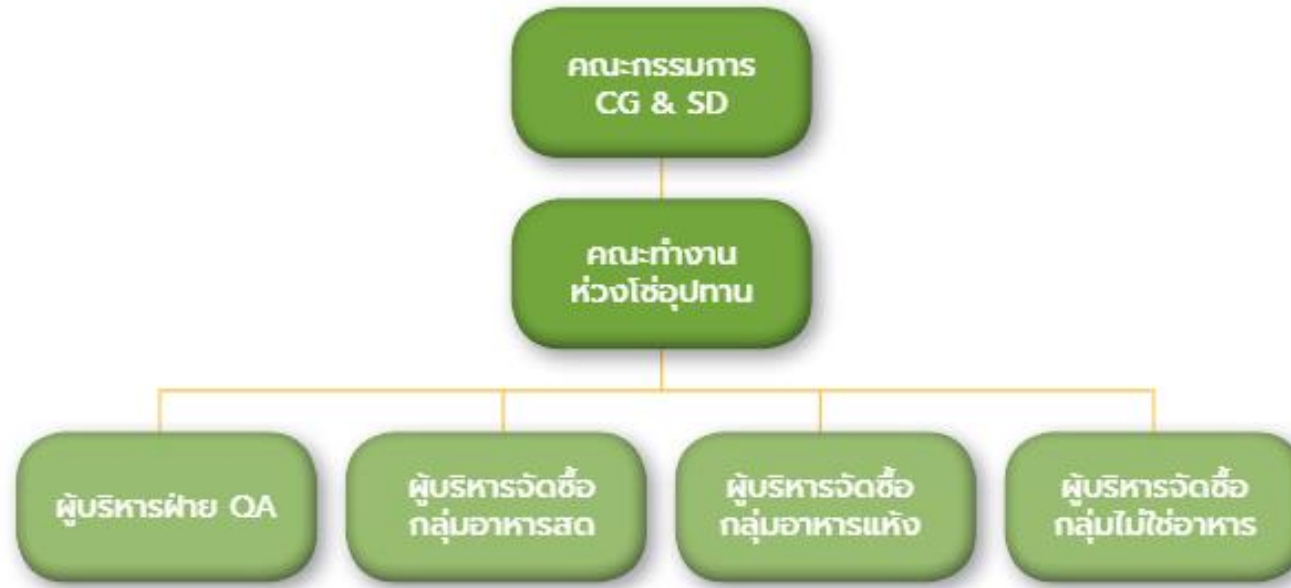 คณะกรรมการ
CG & SD
คณะทำงาน
ห่วงโซ่อุปทาน
ผู้บริหารฝ่าย QA
ผู้บริหารจัดซื้อ
กลุ่มอาหารสด
ผู้บริหารจัดซื้อ
กลุ่มอาหารแห้ง
ผู้บริหารจัดซื้อ
กลุ่มไม่ใช่อาหาร